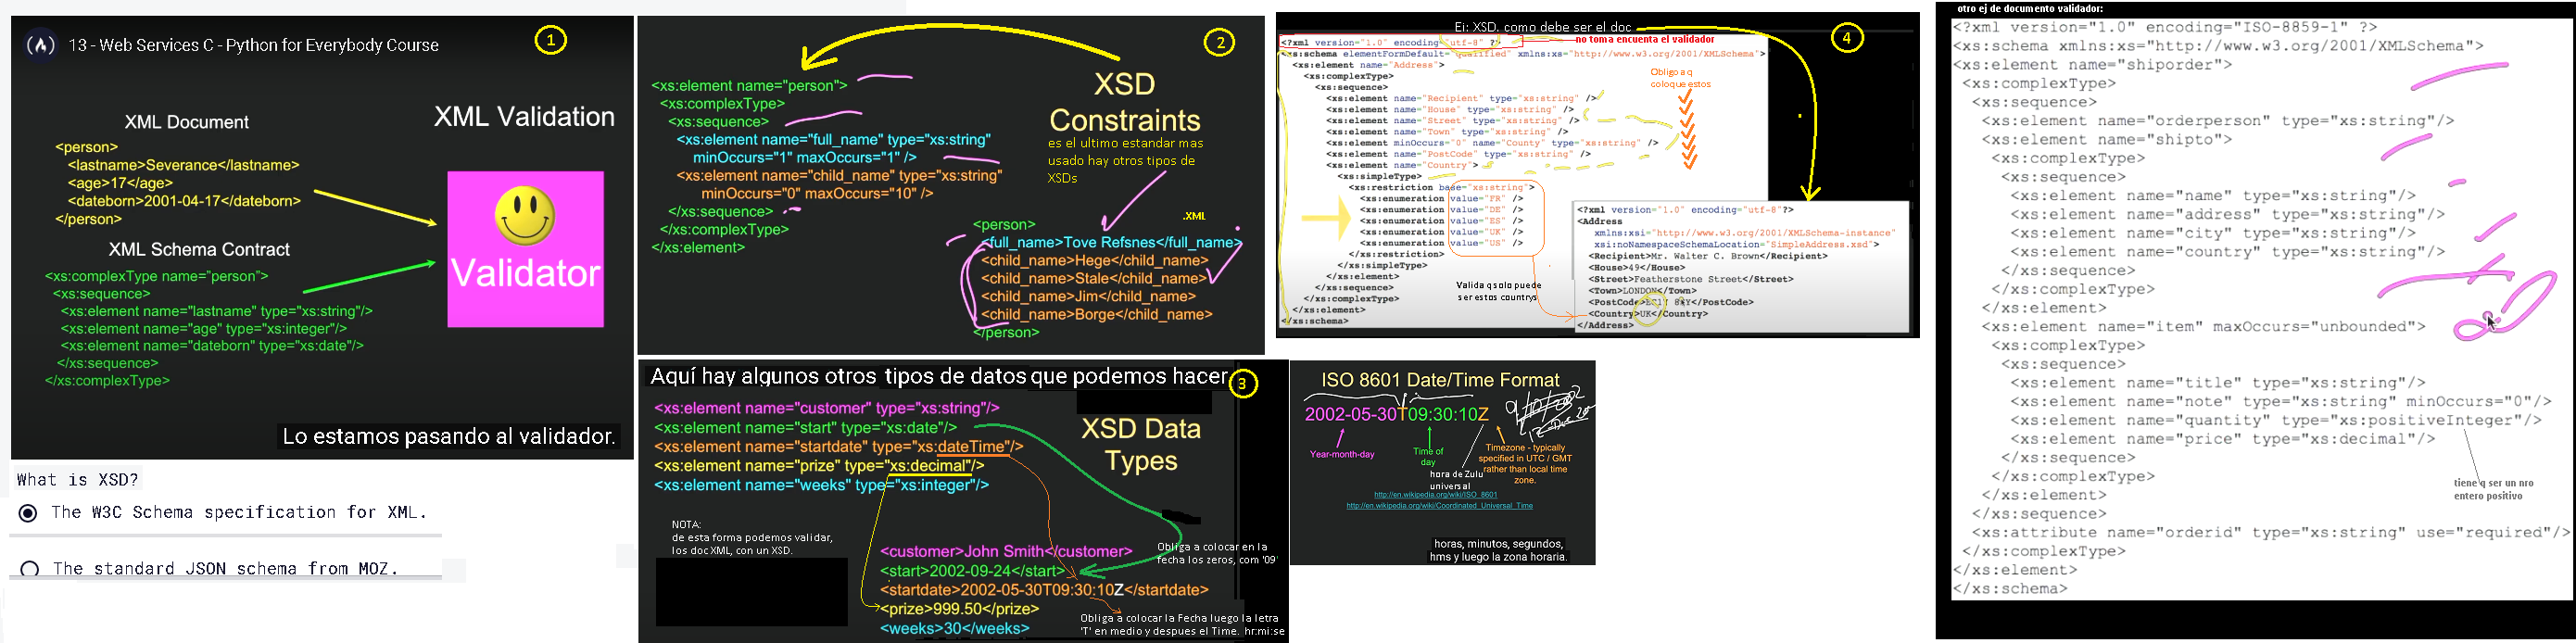 13 - Web Services C - Python for Everybody Course
1
XML Validation
XML Document
<person>
<lastname>Severance</lastname>
<age>17</age>
<dateborn>2001-04-17</dateborn>
</person>
XML Schema Contract
<xs:complexType name="person">
<xs:sequence>
<xs:element name="lastname" type="xs:string"/>
<xs:element name="age" type="xs:integer"/>
<xs:element name="dateborn" type="xs:date"/>
</xs:sequence>
</xs:complexType>
Validator
Lo estamos pasando al validador.
What is XSD?
The W3C Schema specification for XML.
The standard JSON schema from MOZ.
2
<xs:element name="person">
<xs:complexType>
<xs:sequence>
<xs:element name="full_name" type="xs:string"
minOccurs="1" maxOccurs="1" />
<xs:element name="child_name" type="xs:string"
minOccurs="0" maxOccurs="10" />
</xs:sequence>
</xs:complexType>
</xs:element>
XSD
Constraints
es el ultimo estandar mas
usado hay otros tipos de
XSDs
.XML
<person>
<full_name>Tove Refsnes</full_name>
<child_name>Hege</child_name>
<child_name>Stale</child_name>
<child_name>Jim</child_name>
<child_name>Borge</child_name>
</person>
Aquí hay algunos otros tipos de datos que podemos hacer.
3
<xs:element name="customer" type="xs:string"/>
<xs:element name="start" type="xs:date"/>
<xs:element name="startdate" type="xs:dateTime"/>
<xs:element name="prize" type="xs:decimal"/>
<xs:element name="weeks" type="xs:integer"/>
XSD Data
Types
NOTA:
de esta forma podemos validar,
los doc XML, con un XSD.
<customer>John Smith</customer>
<start>2002-09-24</start>
<startdate>2002-05-30T09:30:10Z</startdate>
<prize>999.50</prize>
<weeks>30</weeks>
Obliga a colocar en la
fecha los zeros, com '09'
Obliga a colocar la Fecha luego la letra
'T' en medio y despues el Time. hr:mi:se
ISO 8601 Date/Time Format
2002-05-30T09:30:10Z
Year-month-day
Time of
day
Timezone - typically
specified in UTC / GMT
rather than local time
zone.
hora de Zulu
universal
http://en.wikipedia.org/wiki/ISO_8601
http://en.wikipedia.org/wiki/Coordinated_Universal_Time
horas, minutos, segundos,
hms y luego la zona horaria.
Ej: XSD, como debe ser el doc
4
<?xml version="1.0" encoding="utf-8" ?>
no toma encuenta el validador
<xs:schema elementFormDefault="qualified" xmlns:xs="http://www.w3.org/2001/XMLSchema">
<xs:element name="Address">
<xs:complexType>
<xs:sequence>
<xs:element name="Recipient" type="xs:string" />
<xs:element name="House" type="xs:string" />
<xs:element name="Street" type="xs:string" />
<xs:element name="Town" type="xs:string" />
<xs:element minOccurs="0" name="County" type="xs:string" />
<xs:element name="PostCode" type="xs:string" />
<xs:element name="Country">
<xs:simpleType>
<xs:restriction base="xs:string">
<xs:enumeration value="FR" />
<xs:enumeration value="DE" />
<xs:enumeration value="ES" />
<xs:enumeration value="UK" />
<xs:enumeration value="US" />
</xs:restriction>
</xs:simpleType>
</xs:element>
</xs:sequence>
</xs:complexType>
</xs:element>
</xs:schema>
Obligo a q
coloque estos
Valida q solo puede
ser estos countrys
<?xml version="1.0" encoding="utf-8"?>
<Address
xmlns:xsi="http://www.w3.org/2001/XMLSchema-instance"
xsi:noNamespaceSchemaLocation="SimpleAddress.xsd">
<Recipient>Mr. Walter C. Brown</Recipient>
<House>49</House>
<Street>Featherstone Street</Street>
<Town>LONDON</Town>
<PostCode> </PostCode>
<Country>UK</Country>
</Address>
otro ej de documento validador:
<?xml version="1.0" encoding="ISO-8859-1" ?>
<xs:schema xmlns:xs="http://www.w3.org/2001/XMLSchema">
<xs:element name="shiporder">
<xs:complexType>
<xs:sequence>
<xs:element name="orderperson" type="xs:string"/>
<xs:element name="shipto">
<xs:complexType>
<xs:sequence>
<xs:element name="name" type="xs:string"/>
<xs:element name="address" type="xs:string"/>
<xs:element name="city" type="xs:string"/>
<xs:element name="country" type="xs:string"/>
</xs:sequence>
</xs:complexType>
</xs:element>
<xs:element name="item" maxOccurs="unbounded">
<xs:complexType>
<xs:sequence>
<xs:element name="title" type="xs:string"/>
<xs:element name="note" type="xs:string" minOccurs="0"/>
<xs:element name="quantity" type="xs:positiveInteger"/>
<xs:element name="price" type="xs:decimal"/>
</xs:sequence>
</xs:complexType>
</xs:element>
</xs:sequence>
<xs:attribute name="orderid" type="xs:string" use="required"/>
</xs:complexType>
</xs:element>
</xs:schema>
tiene q ser un nro
entero positivo